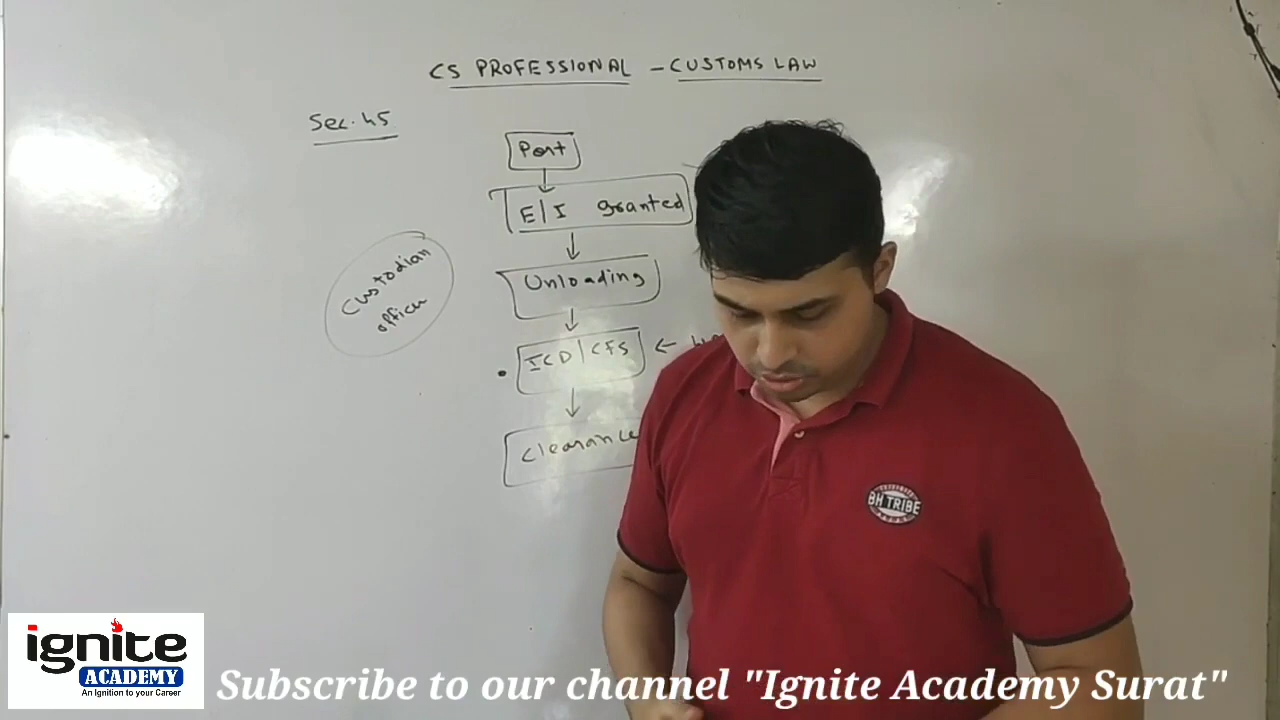 CS PROFESSIONAL - CUSTOMS LAW
Sec. 45
Port
E/I granted
Unloading
Custodian
officer
ICD/CFS ←
Clearance
BH TRIBE
ignite
ACADEMY
An Ignition to your Career
Subscribe to our channel "Ignite Academy Surat"